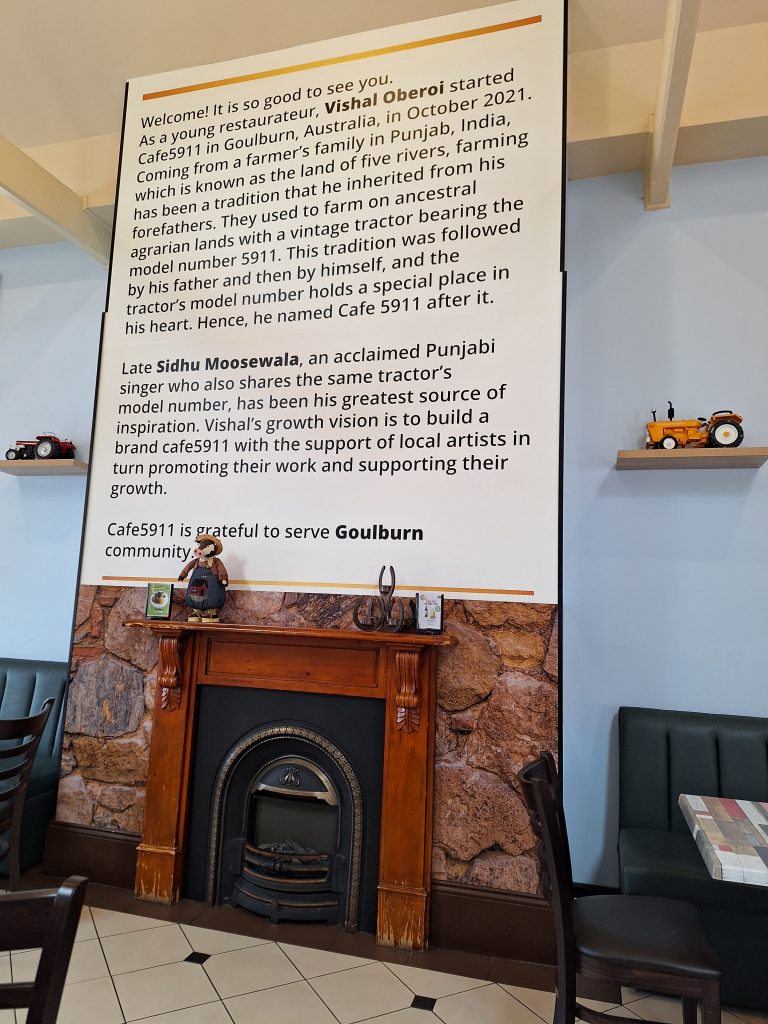 Welcome! It is so good to see you.
As a young restaurateur, Vishal Oberoi started
Cafe5911 in Goulburn, Australia, in October 2021.
Coming from a farmer's family in Punjab, India,
which is known as the land of five rivers, farming
has been a tradition that he inherited from his
forefathers. They used to farm on ancestral
agrarian lands with a vintage tractor bearing the
model number 5911. This tradition was followed
by his father and then by himself, and the
tractor's model number holds a special place in
his heart. Hence, he named Cafe 5911 after it.
Late Sidhu Moosewala, an acclaimed Punjabi
singer who also shares the same tractor's
model number, has been his greatest source of
inspiration. Vishal's growth vision is to build a
brand cafe5911 with the support of local artists in
turn promoting their work and supporting their
growth.
Cafe5911 is grateful to serve Goulburn
community.